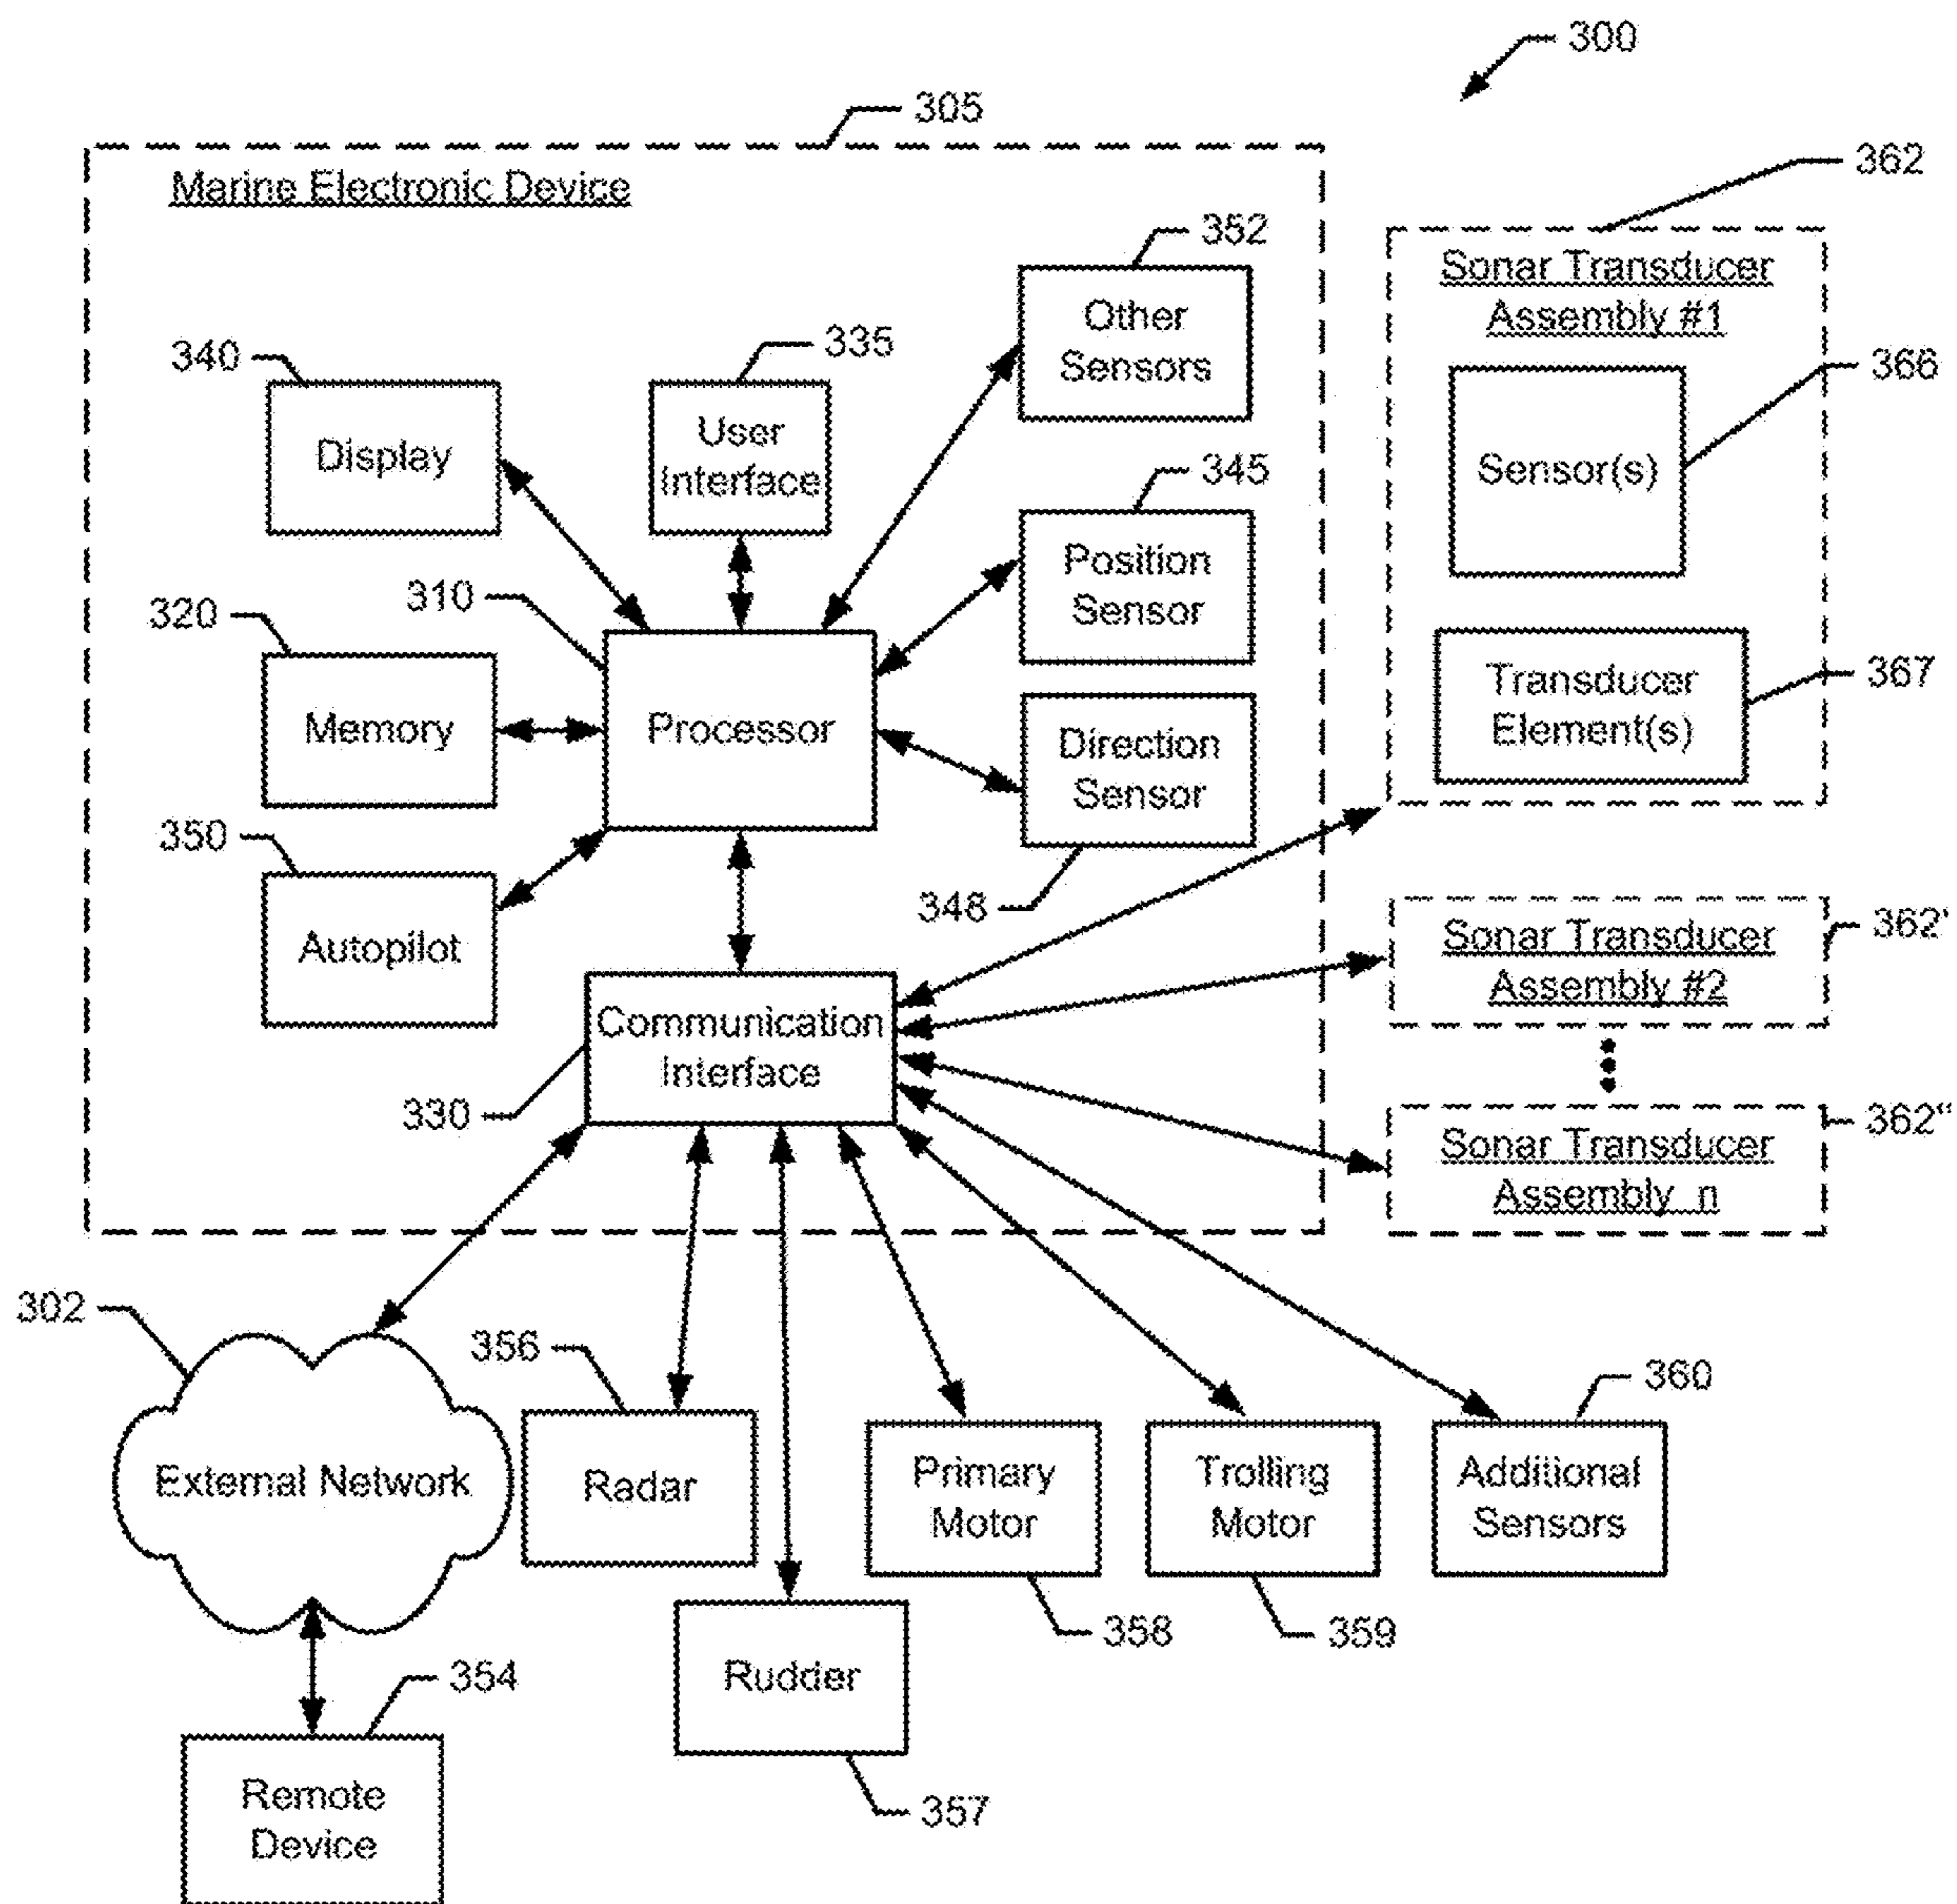 300
305
Marine Electronic Device
362
Sonar Transducer
Assembly #1
352
Other
Sensors
335
340
User
Interface
Display
366
Sensor(s)
345
Position
Sensor
310
320
Memory
Processor
367
Transducer
Element(s)
Direction
Sensor
348
350
Autopilot
362'
Sonar Transducer
Assembly #2
Communication
Interface
330
362"
Sonar Transducer
Assembly n
302
External Network
356
Radar
Primary
Motor
358
Trolling
Motor
359
360
Additional
Sensors
Rudder
357
354
Remote
Device